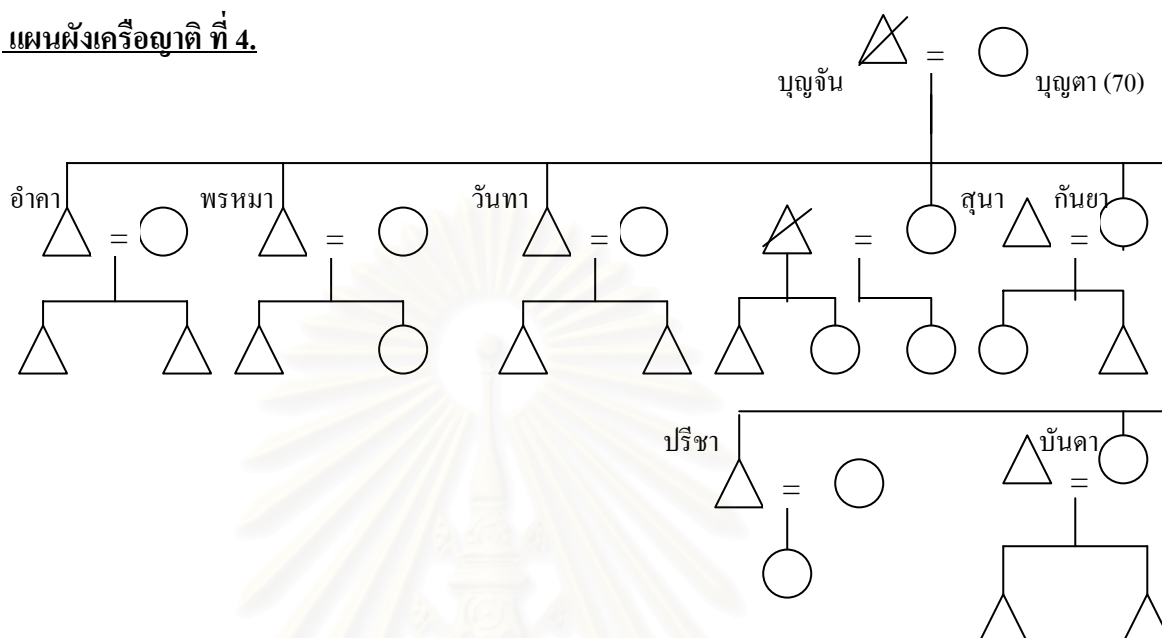 แผนผังเครือญาติ ที่ 4.
บุญจัน = บุญตา (70)
อำคา พรหมา วันทา สุนา กันยา
= = = = =
ปรีชา บันดา
= =